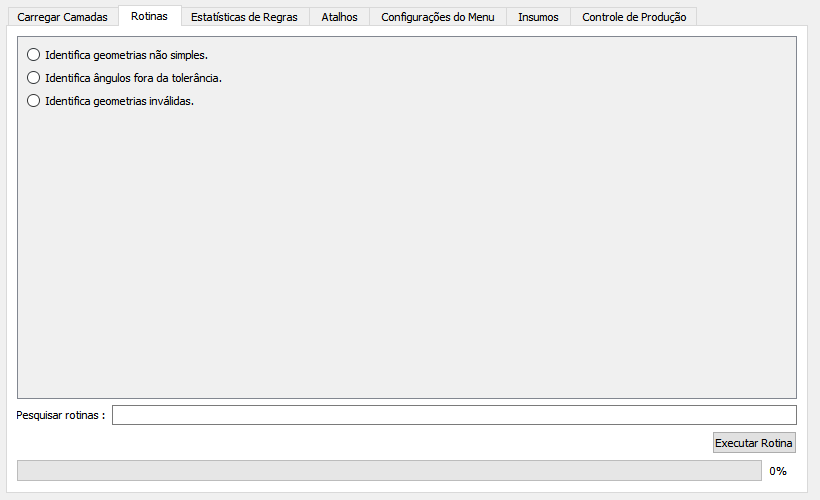 Carregar Camadas Rotinas Estatísticas de Regras Atalhos Configurações do Menu Insumos Controle de Produção
Identifica geometrias não simples.
Identifica ângulos fora da tolerância.
Identifica geometrias inválidas.
Pesquisar rotinas :
Executar Rotina
0%